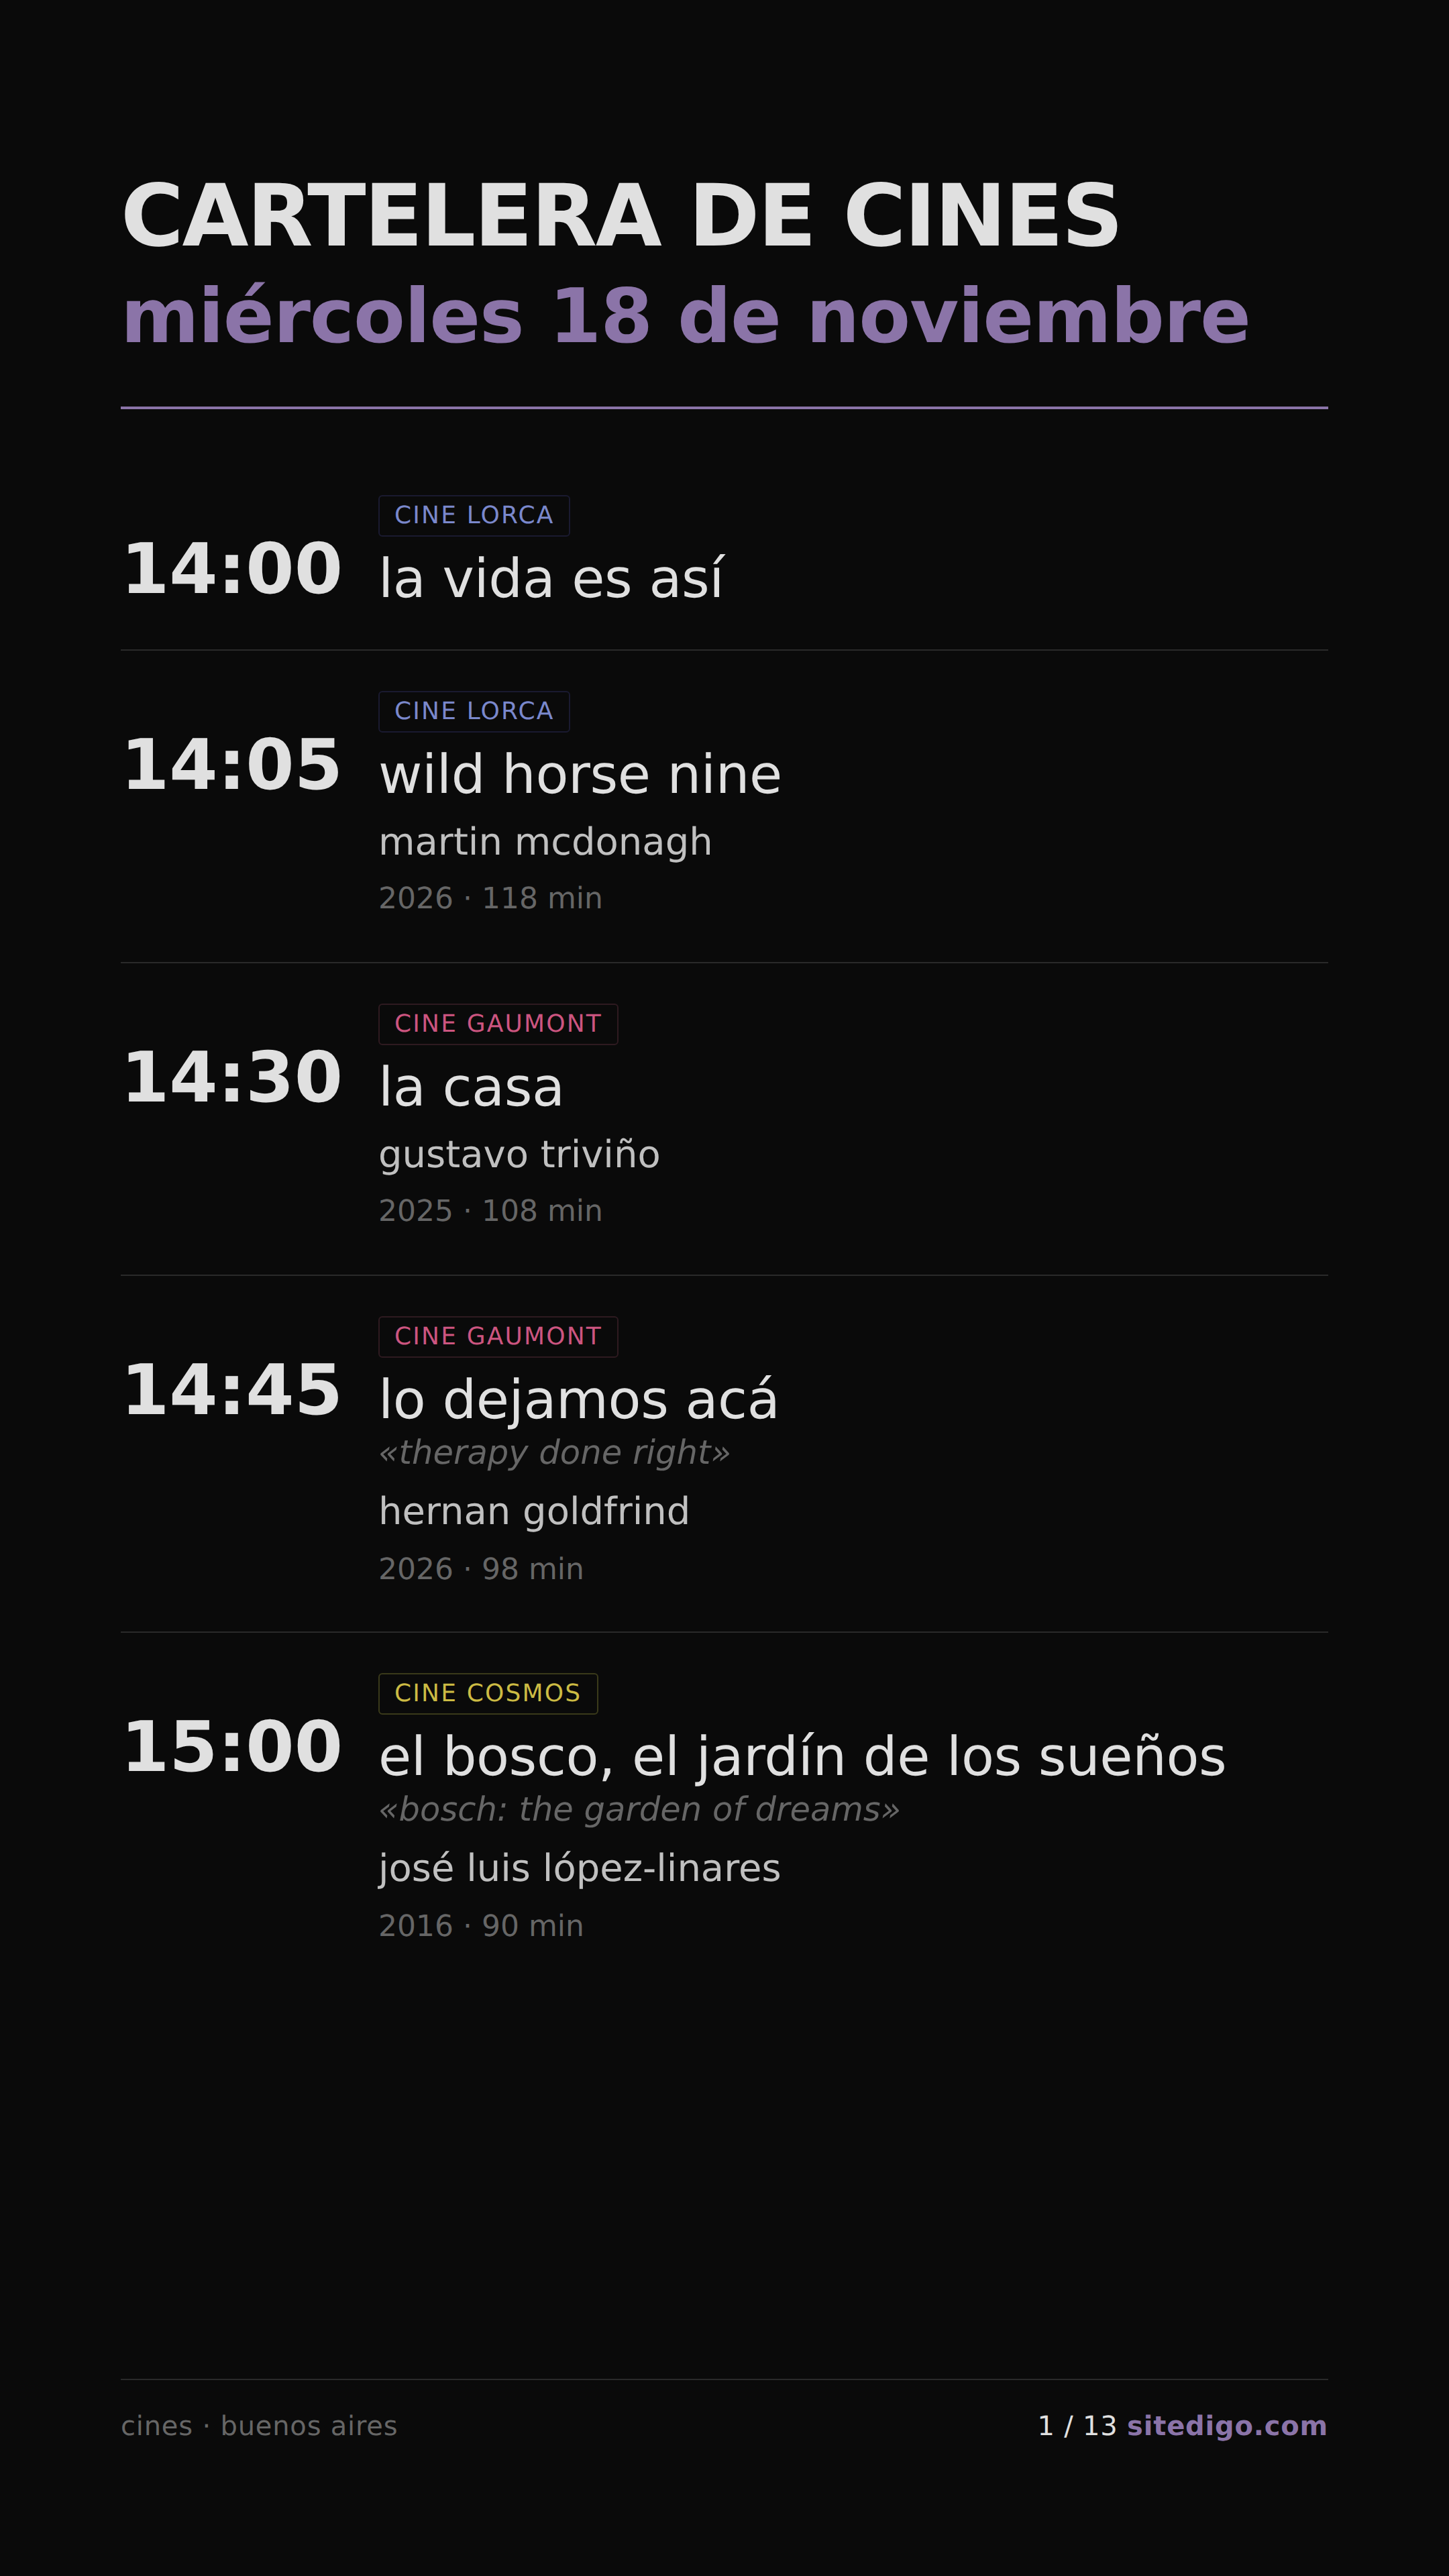 CARTELERA DE CINES
miércoles 18 de noviembre
CINE LORCA
14:00 la vida es así
CINE LORCA
14:05 wild horse nine
martin mcdonagh
2026 · 118 min
CINE GAUMONT
14:30 la casa
gustavo triviño
2025 · 108 min
CINE GAUMONT
14:45 lo dejamos acá
«therapy done right»
hernan goldfrind
2026 · 98 min
CINE COSMOS
15:00 el bosco, el jardín de los sueños
«bosch: the garden of dreams»
josé luis lópez-linares
2016 · 90 min
cines · buenos aires 1 / 13 sitedigo.com